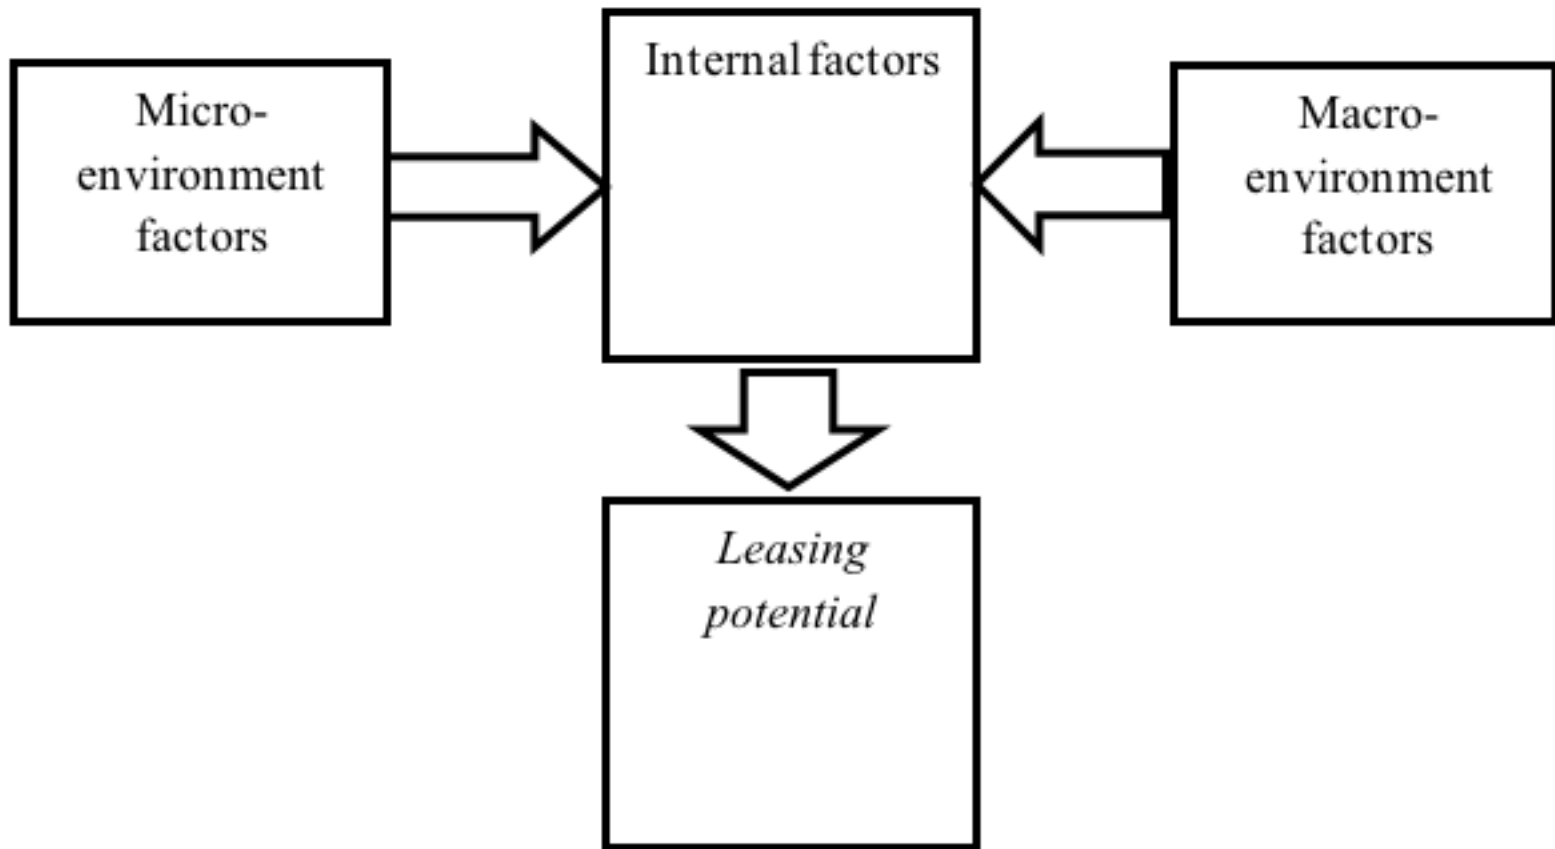 Internal factors
Micro-
environment
factors
Macro-
environment
factors
Leasing
potential